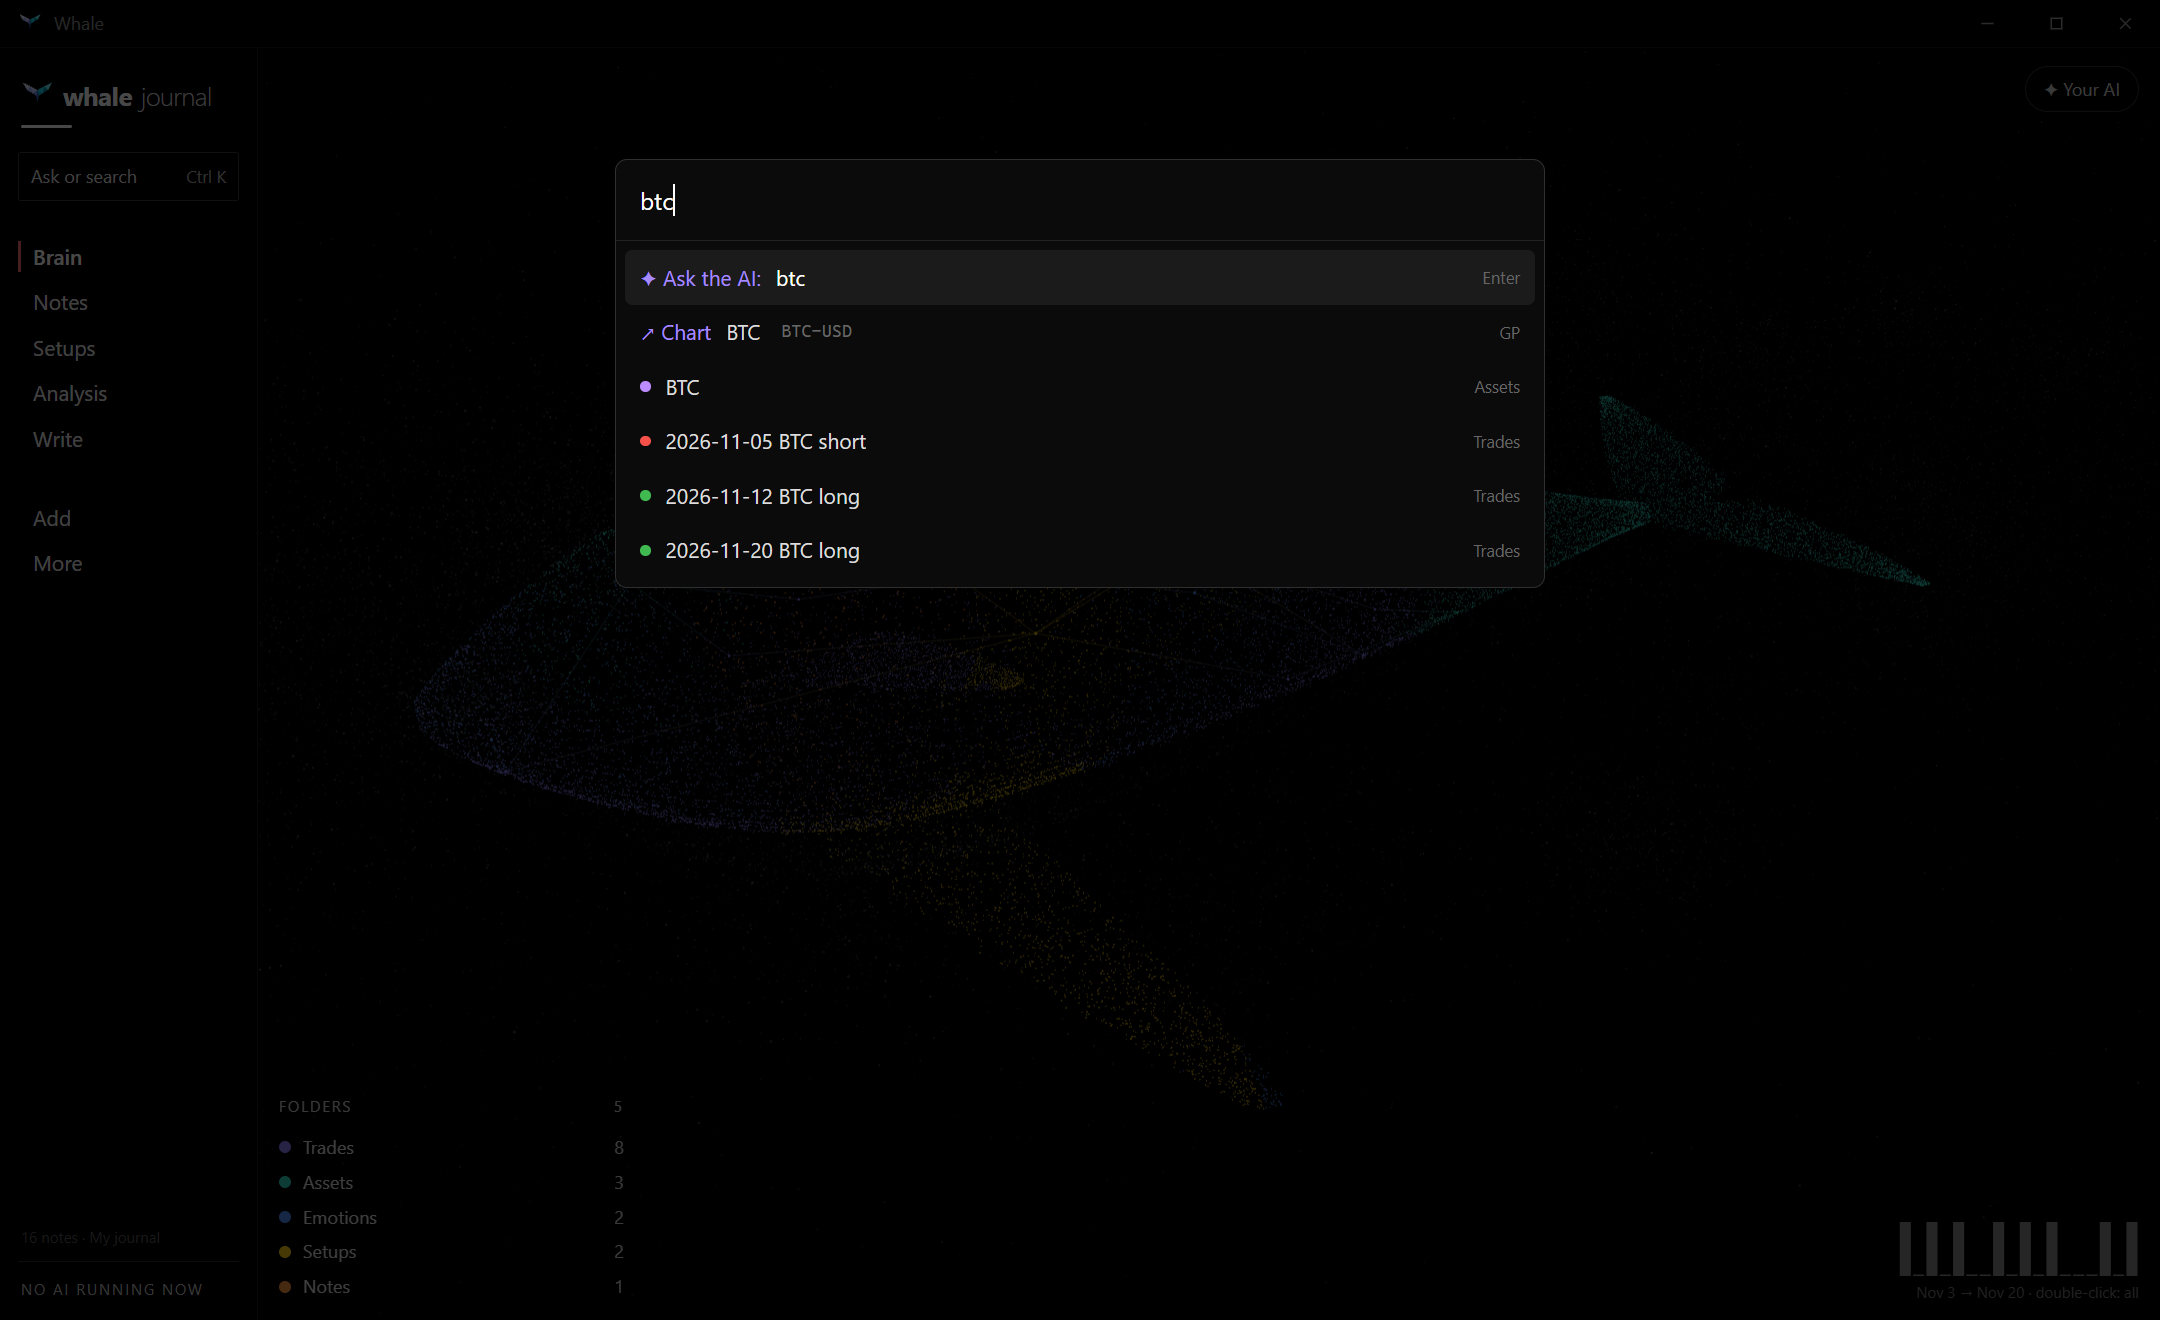 Whale
whale journal
✦ Your AI
Ask or search Ctrl K
btc
✦ Ask the AI: btc Enter
↗ Chart BTC BTC-USD GP
BTC Assets
2026-11-05 BTC short Trades
2026-11-12 BTC long Trades
2026-11-20 BTC long Trades
Brain
Notes
Setups
Analysis
Write
Add
More
FOLDERS 5
Trades 8
Assets 3
Emotions 2
Setups 2
Notes 1
16 notes · My journal
NO AI RUNNING NOW
Nov 3 → Nov 20 · double-click: all